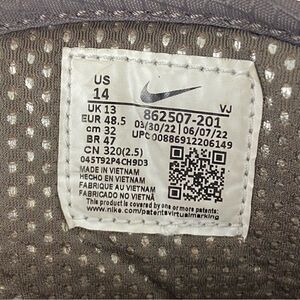 US
14
VJ
UK 13
862507-201
EUR 48.5
03/30/22 06/07/22
cm 32
UPC 00886912206149
BR 47
CN 320(2.5)
045T92P4CH9D3
MADE IN VIETNAM
HECHO EN VIETNAM
FABRIQUE AU VIETNAM
FABRICADO NO VIETNA
This product is covered by one or more patents:
www.nike.com/patentsvirtualmarking